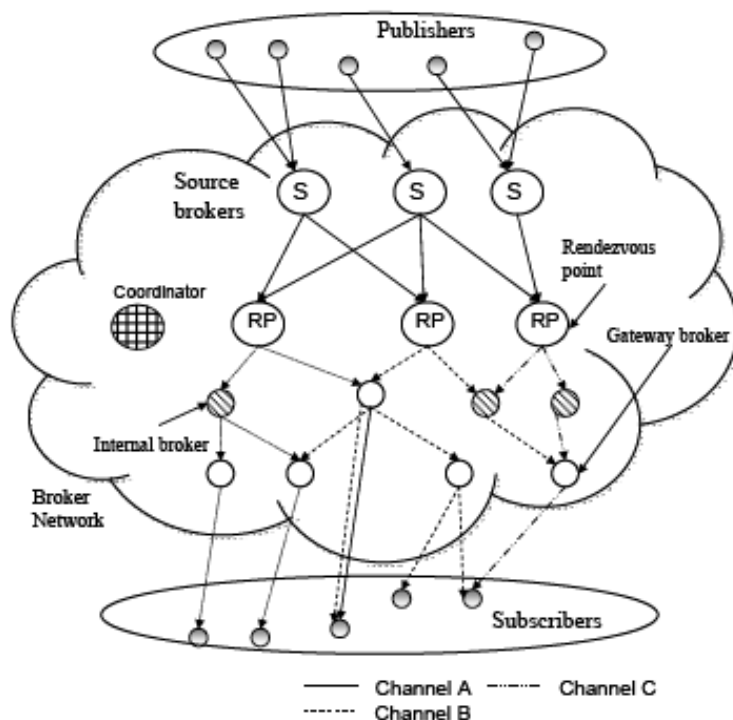 Publishers
Source
brokers
S
S
S
Rendezvous
point
Coordinator
RP
RP
RP
Gateway broker
Internal broker
Broker
Network
Subscribers
Channel A
Channel C
Channel B